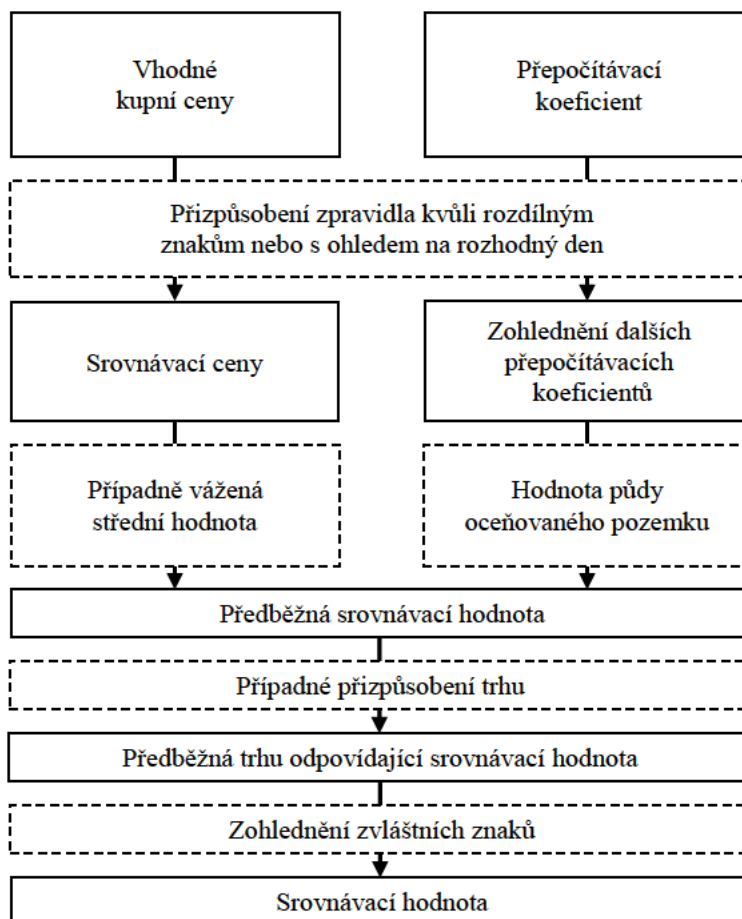 Vhodné
kupní ceny
Přepočítávací
koeficient
Přizpůsobení zpravidla kvůli rozdílným
znakům nebo s ohledem na rozhodný den
Srovnávací ceny
Zohlednění dalších
přepočítávacích
koeficientů
Případně vážená
střední hodnota
Hodnota půdy
oceňovaného pozemku
Předběžná srovnávací hodnota
Případné přizpůsobení trhu
Předběžná trhu odpovídající srovnávací hodnota
Zohlednění zvláštních znaků
Srovnávací hodnota